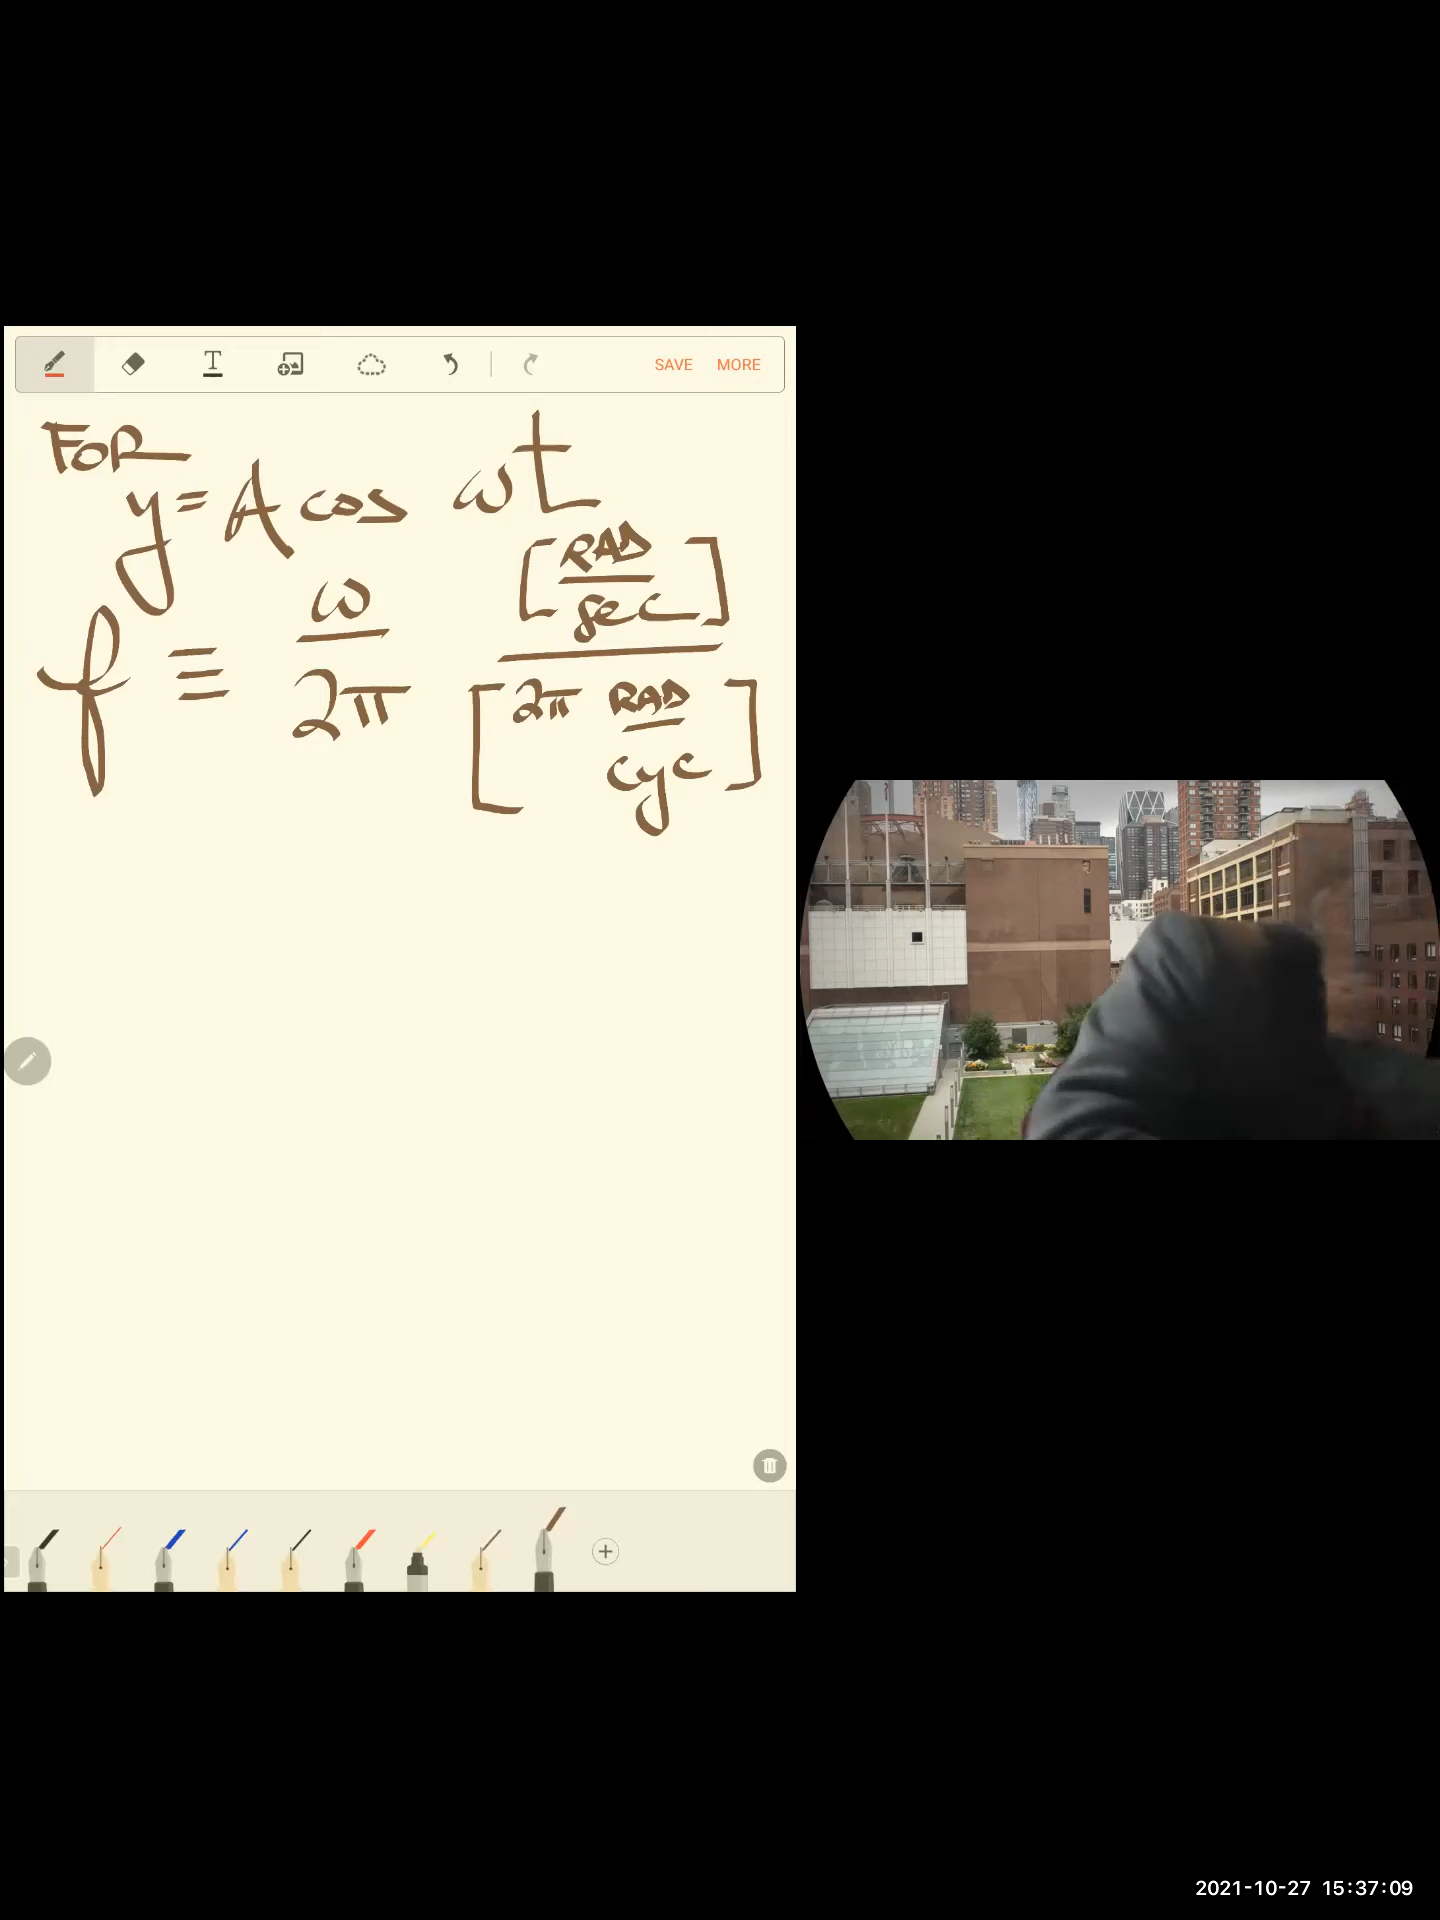 T SAVE MORE
FOR
y = A cos ωt
f ≡ ω / 2π [RAD / sec] / [2π RAD / cyc]
2021-10-27 15:37:09